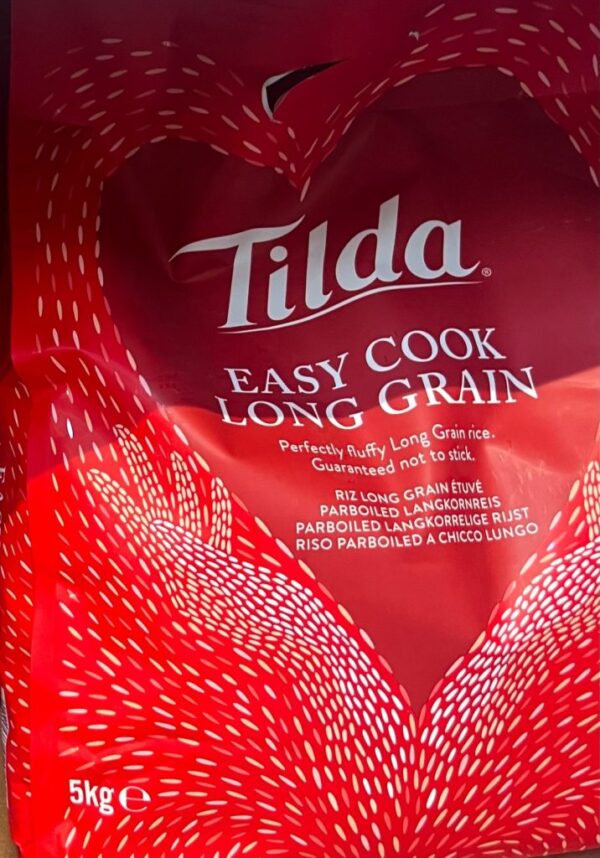 Tilda®
EASY COOK
LONG GRAIN
Perfectly fluffy Long Grain rice.
Guaranteed not to stick.
RIZ LONG GRAIN ÉTUVÉ
PARBOILED LANGKORNREIS
PARBOILED LANGKORRELIGE RIJST
RISO PARBOILED A CHICCO LUNGO
5kg ℮